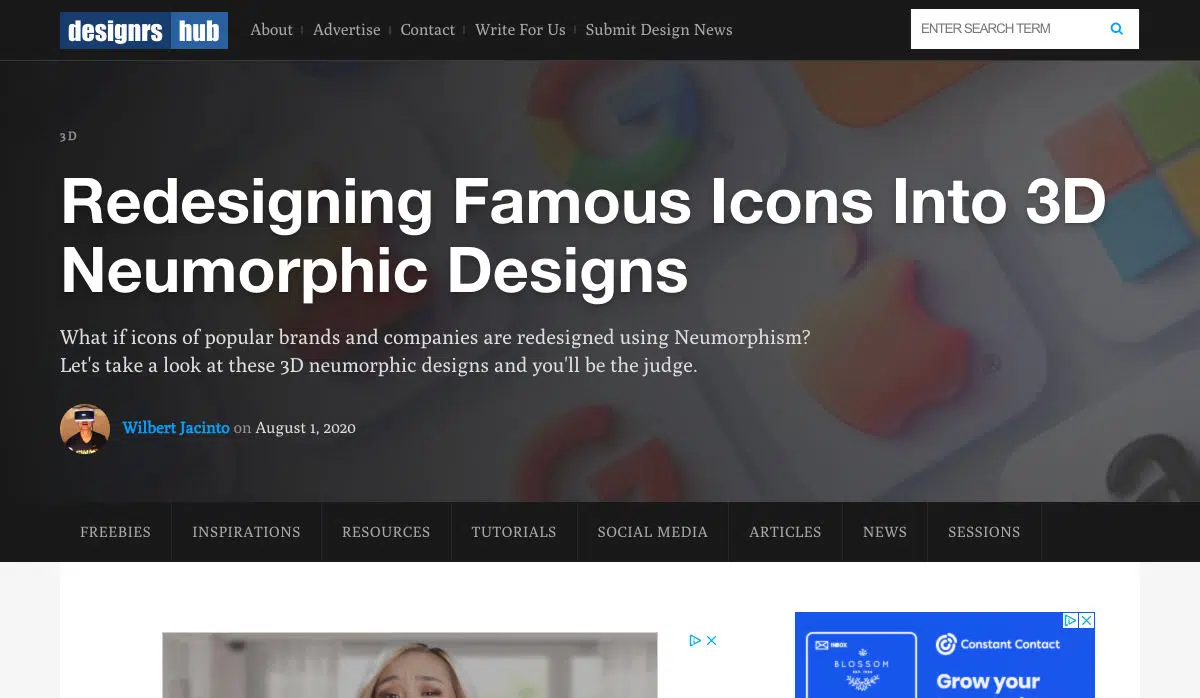 designrs hub
About
Advertise
Contact
Write For Us
Submit Design News
ENTER SEARCH TERM
3D
Redesigning Famous Icons Into 3D
Neumorphic Designs
What if icons of popular brands and companies are redesigned using Neumorphism?
Let's take a look at these 3D neumorphic designs and you'll be the judge.
Wilbert Jacinto on August 1, 2020
FREEBIES
INSPIRATIONS
RESOURCES
TUTORIALS
SOCIAL MEDIA
ARTICLES
NEWS
SESSIONS
INBOX
BLOSSOM
Constant Contact
Grow your